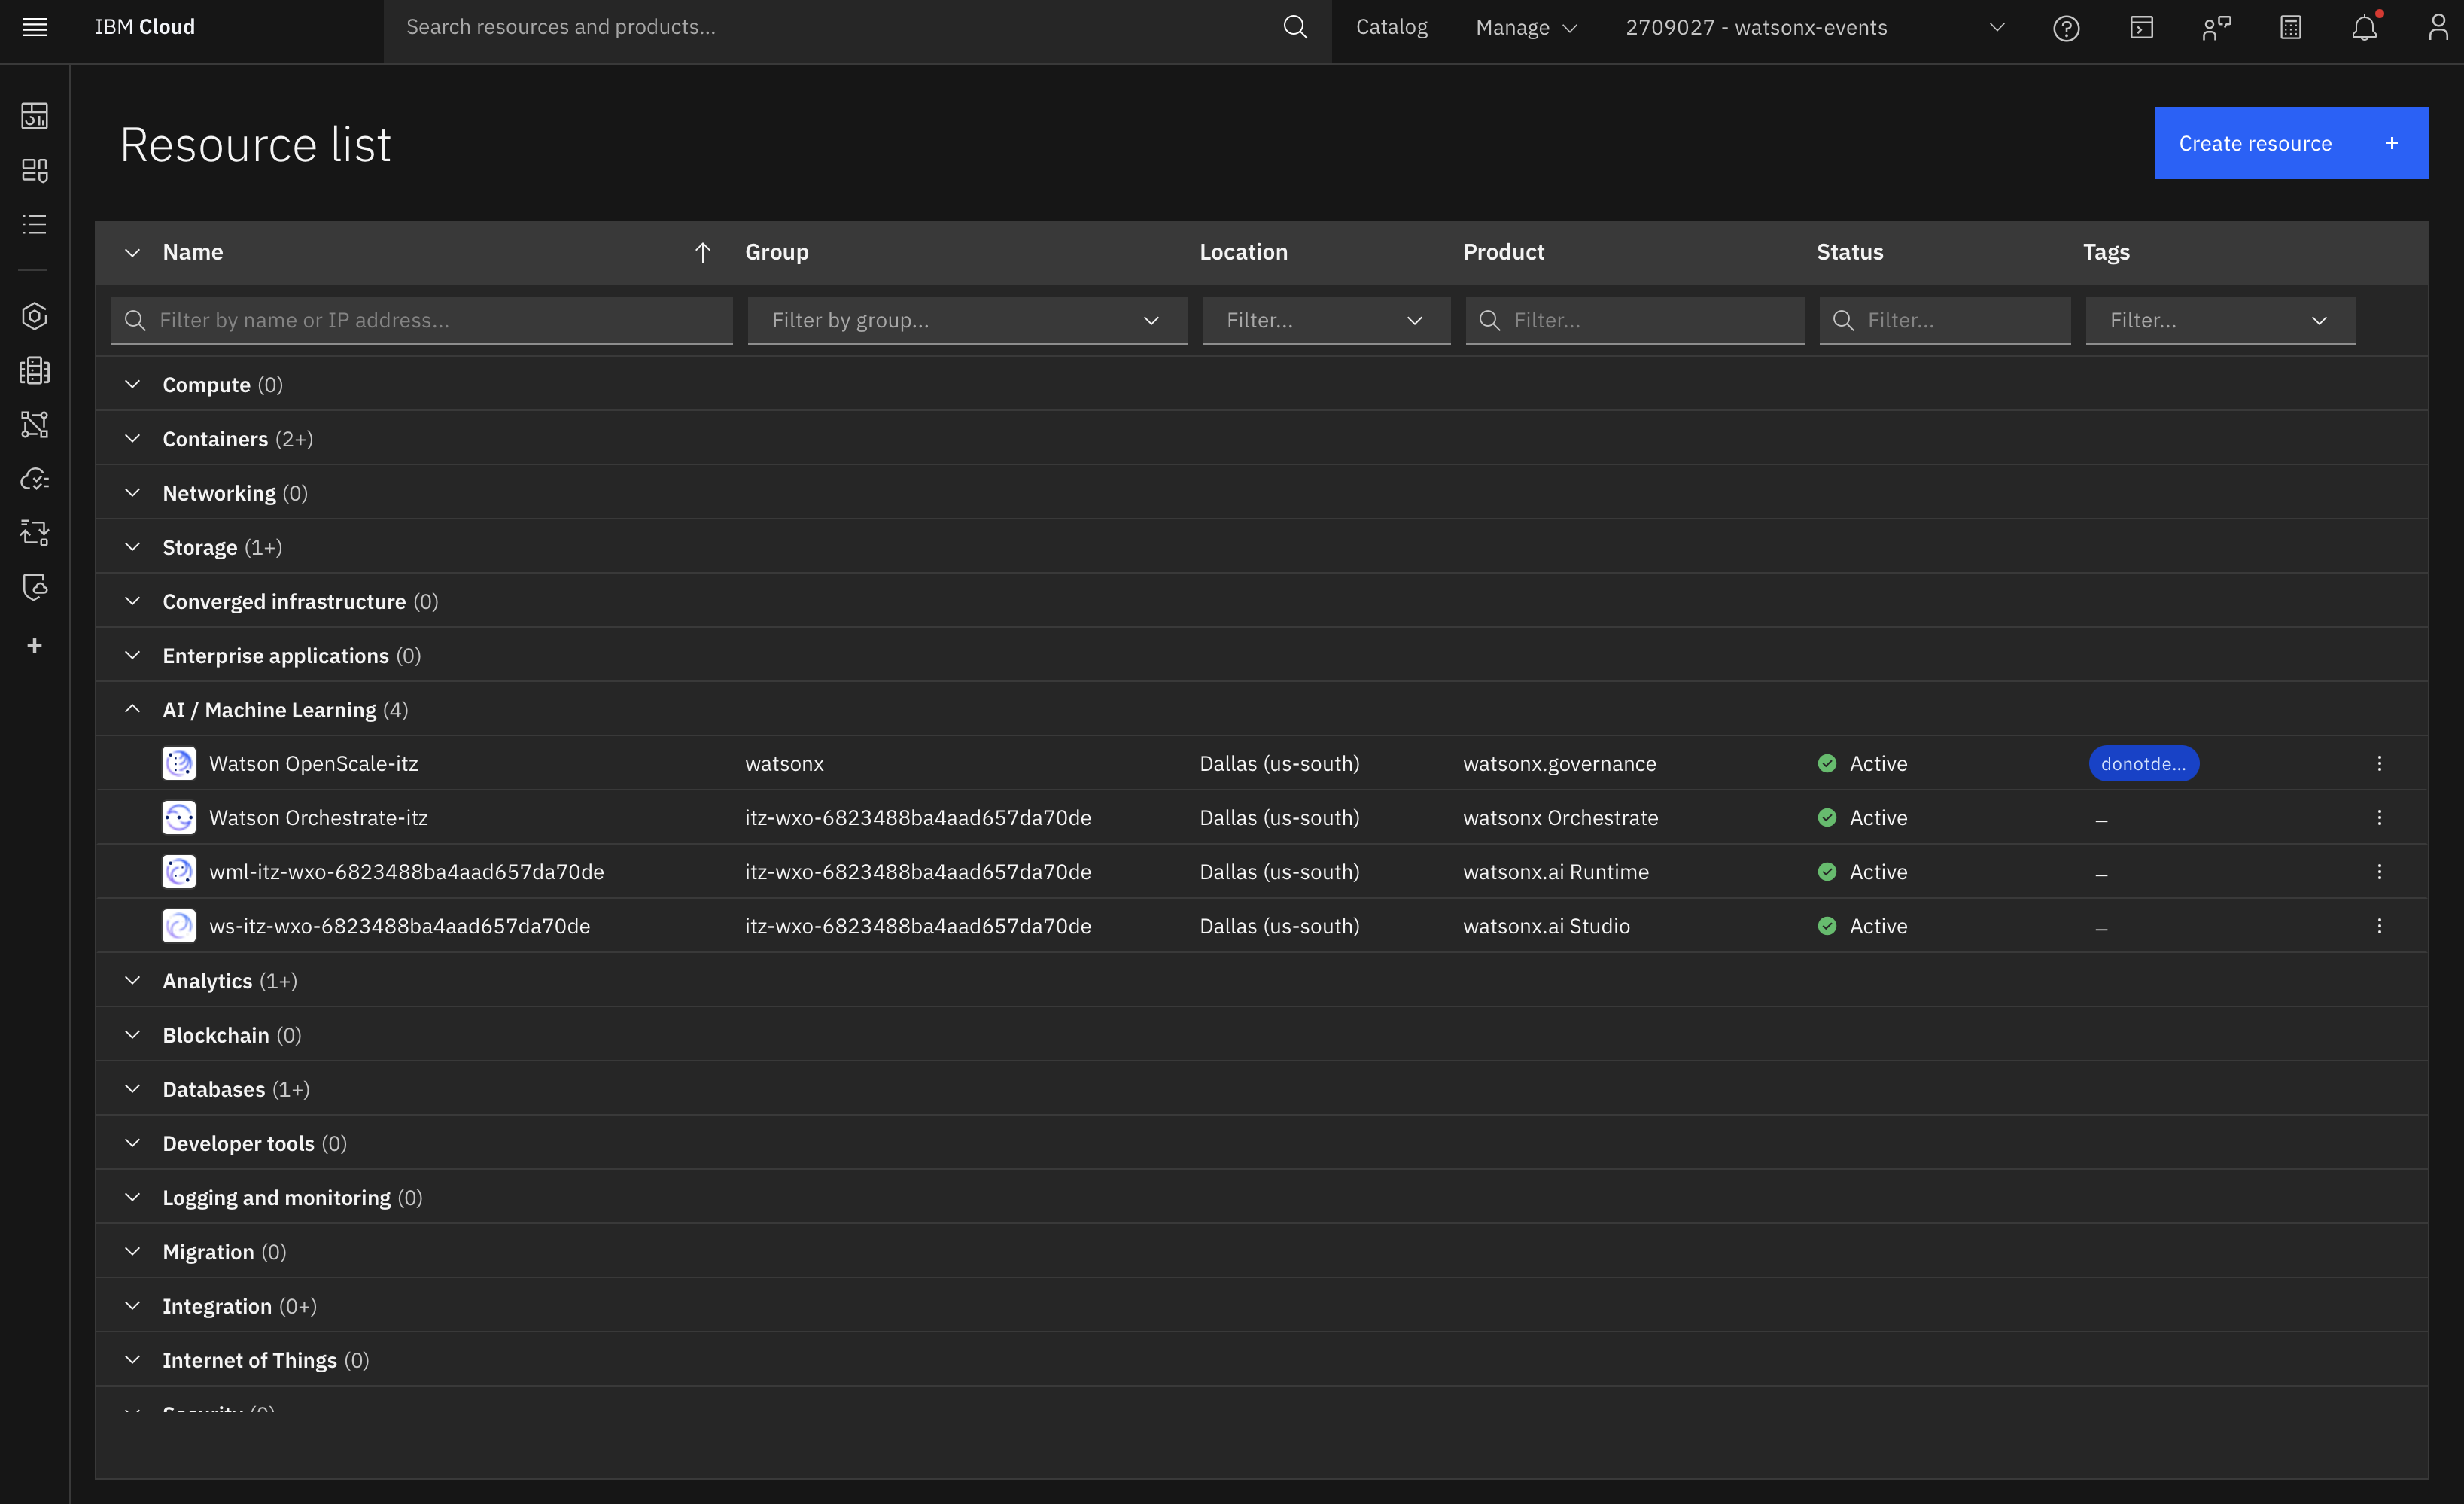 IBM Cloud
Search resources and products...
Catalog
Manage
2709027 - watsonx-events
Resource list
Create resource +
Name Group Location Product Status Tags
Filter by name or IP address... Filter by group... Filter... Filter... Filter... Filter...
Compute (0)
Containers (2+)
Networking (0)
Storage (1+)
Converged infrastructure (0)
Enterprise applications (0)
AI / Machine Learning (4)
Watson OpenScale-itz watsonx Dallas (us-south) watsonx.governance Active donotde...
Watson Orchestrate-itz itz-wxo-6823488ba4aad657da70de Dallas (us-south) watsonx Orchestrate Active –
wml-itz-wxo-6823488ba4aad657da70de itz-wxo-6823488ba4aad657da70de Dallas (us-south) watsonx.ai Runtime Active –
ws-itz-wxo-6823488ba4aad657da70de itz-wxo-6823488ba4aad657da70de Dallas (us-south) watsonx.ai Studio Active –
Analytics (1+)
Blockchain (0)
Databases (1+)
Developer tools (0)
Logging and monitoring (0)
Migration (0)
Integration (0+)
Internet of Things (0)
Security (0)